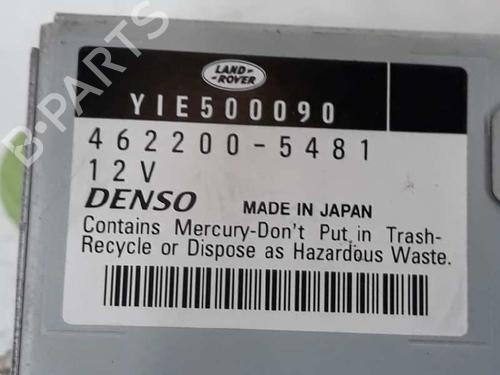 B-PARTS
LAND-
-ROVER
YIE500090
462200-5481
12V
DENSO MADE IN JAPAN
Contains Mercury-Don't Put in Trash-
Recycle or Dispose as Hazardous Waste.